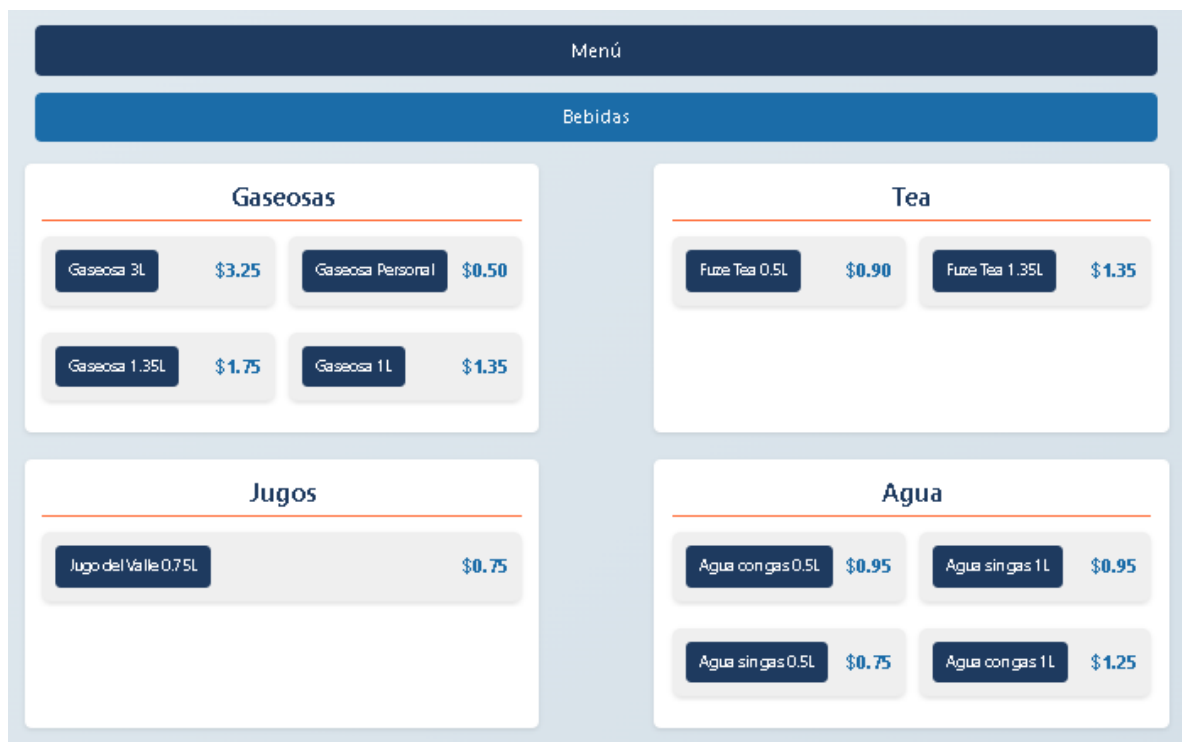 Menú
Bebidas
Gaseosas
Gaseosa 3L $3.25 Gaseosa Personal $0.50
Gaseosa 1.35L $1.75 Gaseosa 1L $1.35
Tea
Fuze Tea 0.5L $0.90 Fuze Tea 1.35L $1.35
Jugos
Jugo del Valle 0.75L $0.75
Agua
Agua con gas 0.5L $0.95 Agua sin gas 1L $0.95
Agua sin gas 0.5L $0.75 Agua con gas 1L $1.25